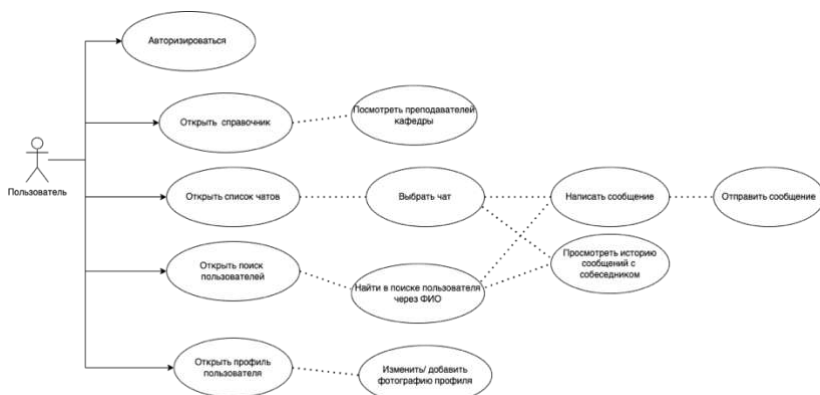 Авторизироваться
Открыть справочник
Посмотреть преподавателей
кафедры
Пользователь
Открыть список чатов
Выбрать чат
Написать сообщение
Отправить сообщение
Открыть поиск
пользователей
Найти в поиске пользователя
через ФИО
Просмотреть историю
сообщений с
собеседником
Открыть профиль
пользователя
Изменить/ добавить
фотографию профиля